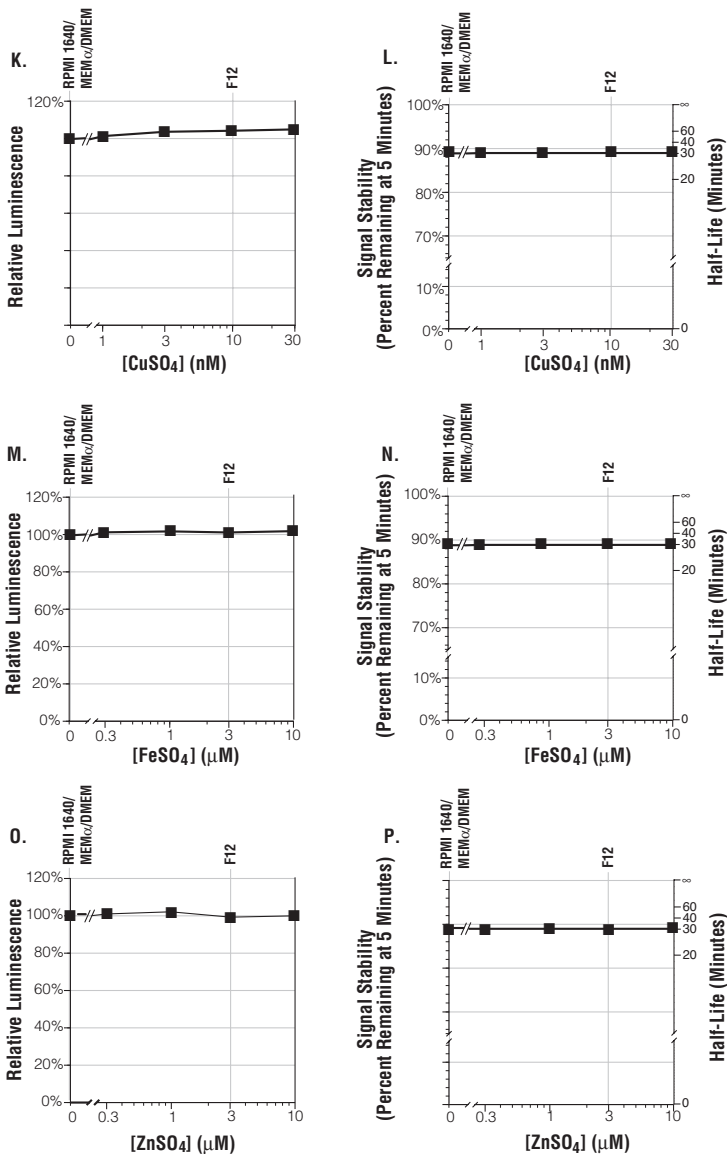 K.
RPMI 1640/
MEMα/DMEM
F12
120%
Relative Luminescence
0 1 3 10 30
[CuSO4] (nM)
L.
RPMI 1640/
MEMα/DMEM
F12
Signal Stability
(Percent Remaining at 5 Minutes)
100%
90%
80%
70%
10%
0%
∞
60
40
30
20
0
Half-Life (Minutes)
0 1 3 10 30
[CuSO4] (nM)
M.
RPMI 1640/
MEMα/DMEM
F12
Relative Luminescence
120%
100%
80%
60%
40%
20%
0%
0 0.3 1 3 10
[FeSO4] (μM)
N.
RPMI 1640/
MEMα/DMEM
F12
Signal Stability
(Percent Remaining at 5 Minutes)
100%
90%
80%
70%
10%
0%
∞
60
40
30
20
0
Half-Life (Minutes)
0 0.3 1 3 10
[FeSO4] (μM)
O.
RPMI 1640/
MEMα/DMEM
F12
Relative Luminescence
120%
100%
80%
60%
40%
20%
0%
0 0.3 1 3 10
[ZnSO4] (μM)
P.
RPMI 1640/
MEMα/DMEM
F12
Signal Stability
(Percent Remaining at 5 Minutes)
∞
60
40
30
20
0
Half-Life (Minutes)
0 0.3 1 3 10
[ZnSO4] (μM)